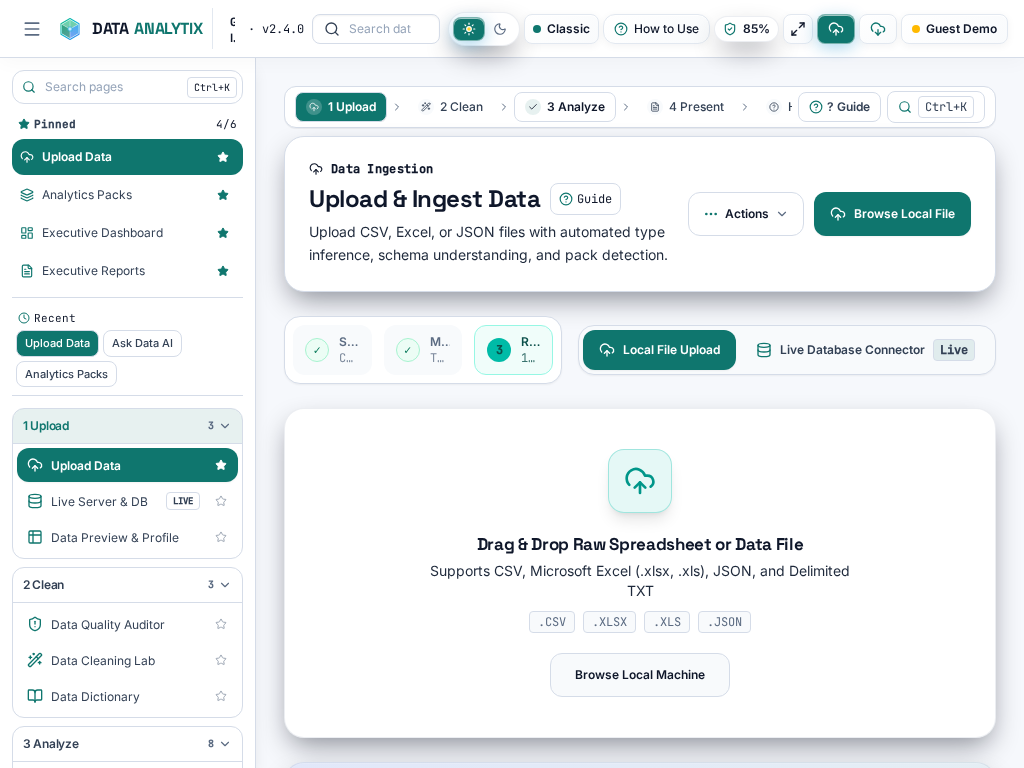 DATA ANALYTIX
· v2.4.0
Search dat
Classic
How to Use
85%
Guest Demo
Search pages
Ctrl+K
Pinned
4/6
Upload Data
Analytics Packs
Executive Dashboard
Executive Reports
Recent
Upload Data
Ask Data AI
Analytics Packs
1 Upload
3
Upload Data
Live Server & DB
LIVE
Data Preview & Profile
2 Clean
3
Data Quality Auditor
Data Cleaning Lab
Data Dictionary
3 Analyze
8
1 Upload
2 Clean
3 Analyze
4 Present
? Guide
Ctrl+K
Data Ingestion
Upload & Ingest Data
Guide
Upload CSV, Excel, or JSON files with automated type
inference, schema understanding, and pack detection.
Actions
Browse Local File
✓
S...
C...
✓
M...
T...
3
R...
1...
Local File Upload
Live Database Connector
Live
Drag & Drop Raw Spreadsheet or Data File
Supports CSV, Microsoft Excel (.xlsx, .xls), JSON, and Delimited
TXT
.CSV
.XLSX
.XLS
.JSON
Browse Local Machine